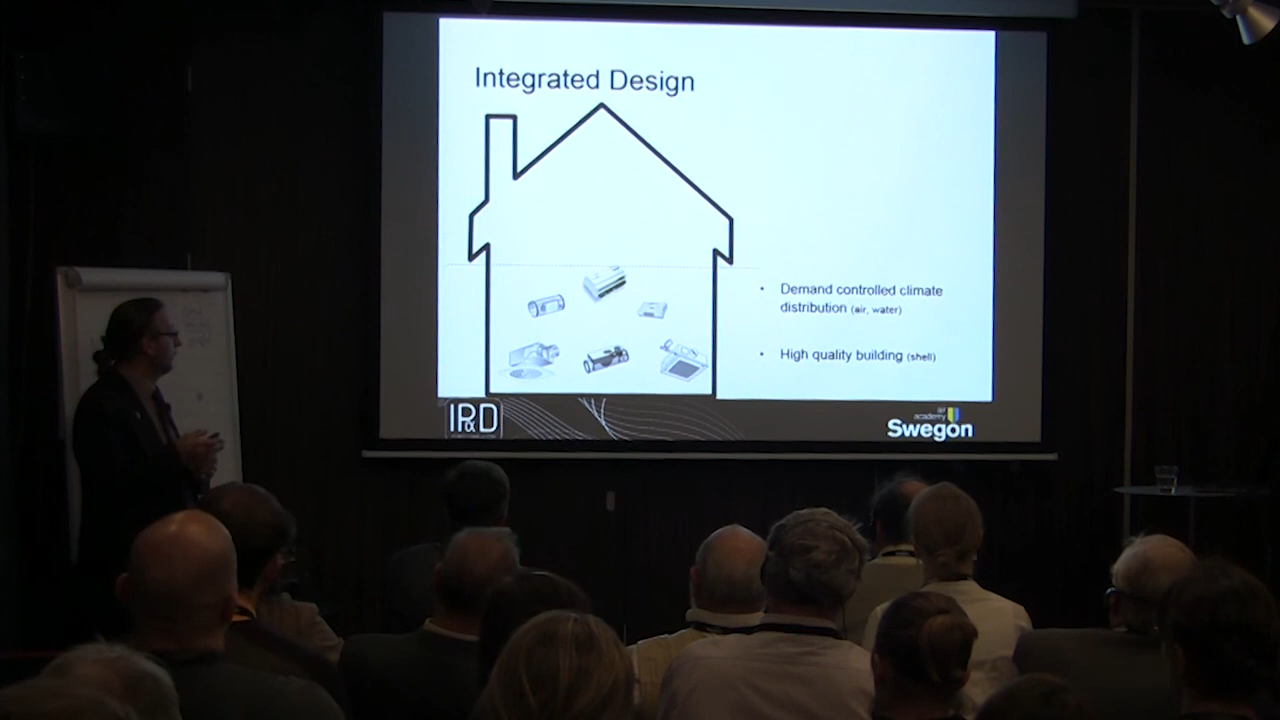 Integrated Design
• Demand controlled climate
distribution (air, water)
• High quality building (shell)
IR&D
air academy
Swegon